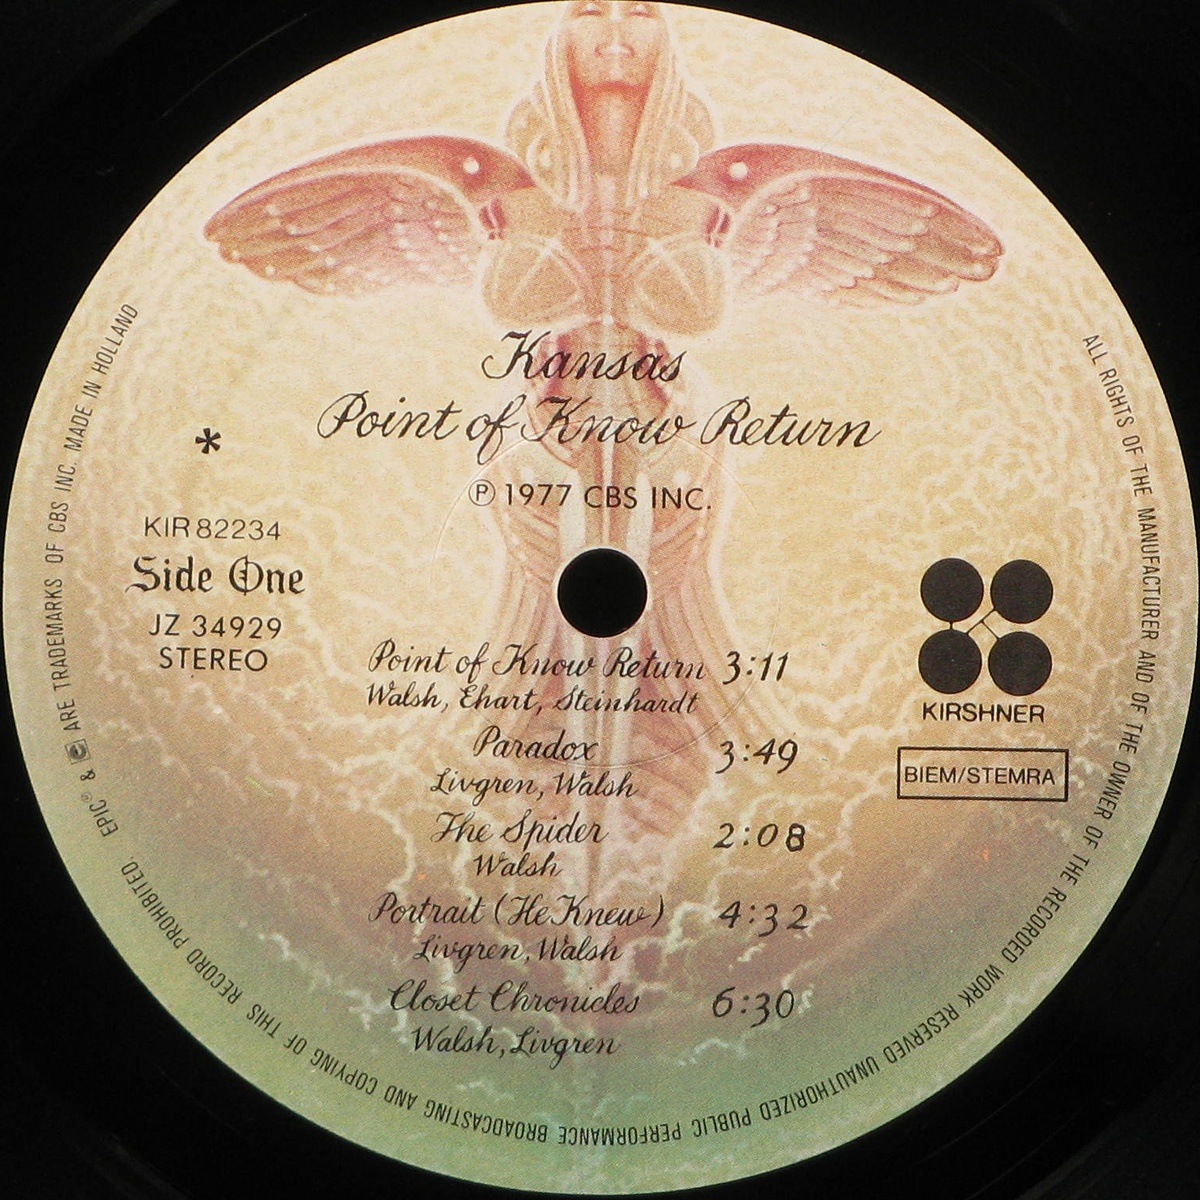 Kansas
Point of Know Return
Ⓟ 1977 CBS INC.
*
KIR 82234
Side One
JZ 34929
STEREO
Point of Know Return 3:11
Walsh, Ehart, Steinhardt
Paradox 3:49
Livgren, Walsh
The Spider 2:08
Walsh
Portrait (He Knew) 4:32
Livgren, Walsh
Closet Chronicles 6:30
Walsh, Livgren
KIRSHNER
BIEM/STEMRA
ALL RIGHTS OF THE MANUFACTURER AND OF THE OWNER OF THE RECORDED WORK RESERVED UNAUTHORIZED PUBLIC PERFORMANCE BROADCASTING AND COPYING OF THIS RECORD PROHIBITED.
EPIC® & ARE TRADEMARKS OF CBS INC. MADE IN HOLLAND